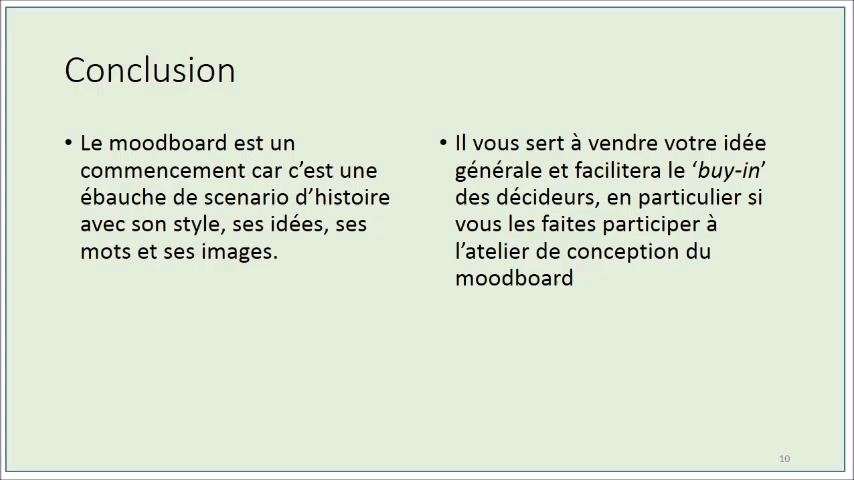 Conclusion
• Le moodboard est un
commencement car c’est une
ébauche de scenario d’histoire
avec son style, ses idées, ses
mots et ses images.
• Il vous sert à vendre votre idée
générale et facilitera le ‘buy-in’
des décideurs, en particulier si
vous les faites participer à
l’atelier de conception du
moodboard
10